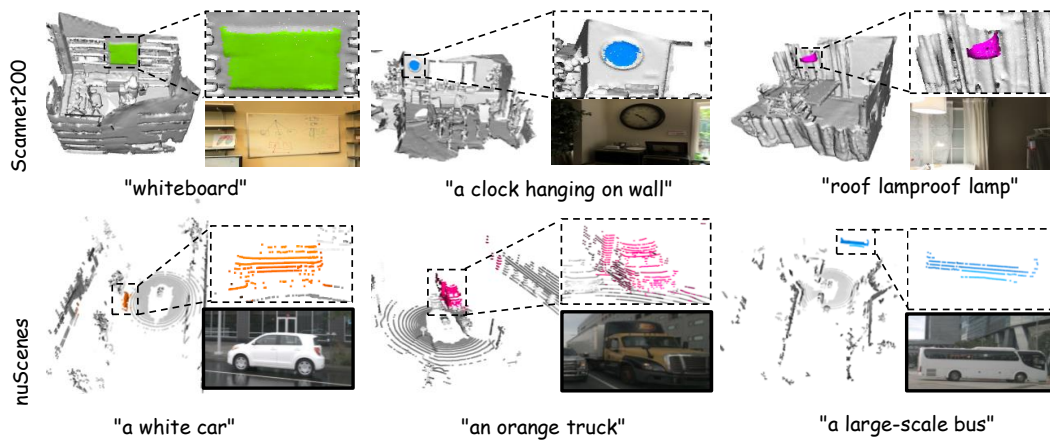 Scannet200
"whiteboard"
"a clock hanging on wall"
"roof lamproof lamp"
nuScenes
"a white car"
"an orange truck"
"a large-scale bus"